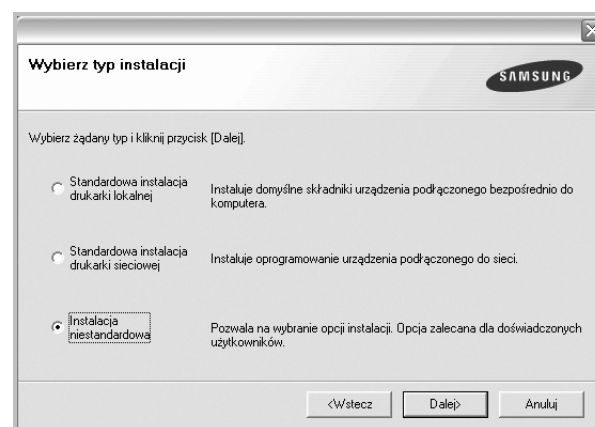 Wybierz typ instalacji
SAMSUNG
Wybierz żądany typ i kliknij przycisk [Dalej].
Standardowa instalacja
drukarki lokalnej
Instaluje domyślne składniki urządzenia podłączonego bezpośrednio do
komputera.
Standardowa instalacja
drukarki sieciowej
Instaluje oprogramowanie urządzenia podłączonego do sieci.
Instalacja
niestandardowa
Pozwala na wybranie opcji instalacji. Opcja zalecana dla doświadczonych
użytkowników.
<Wstecz
Dalej>
Anuluj